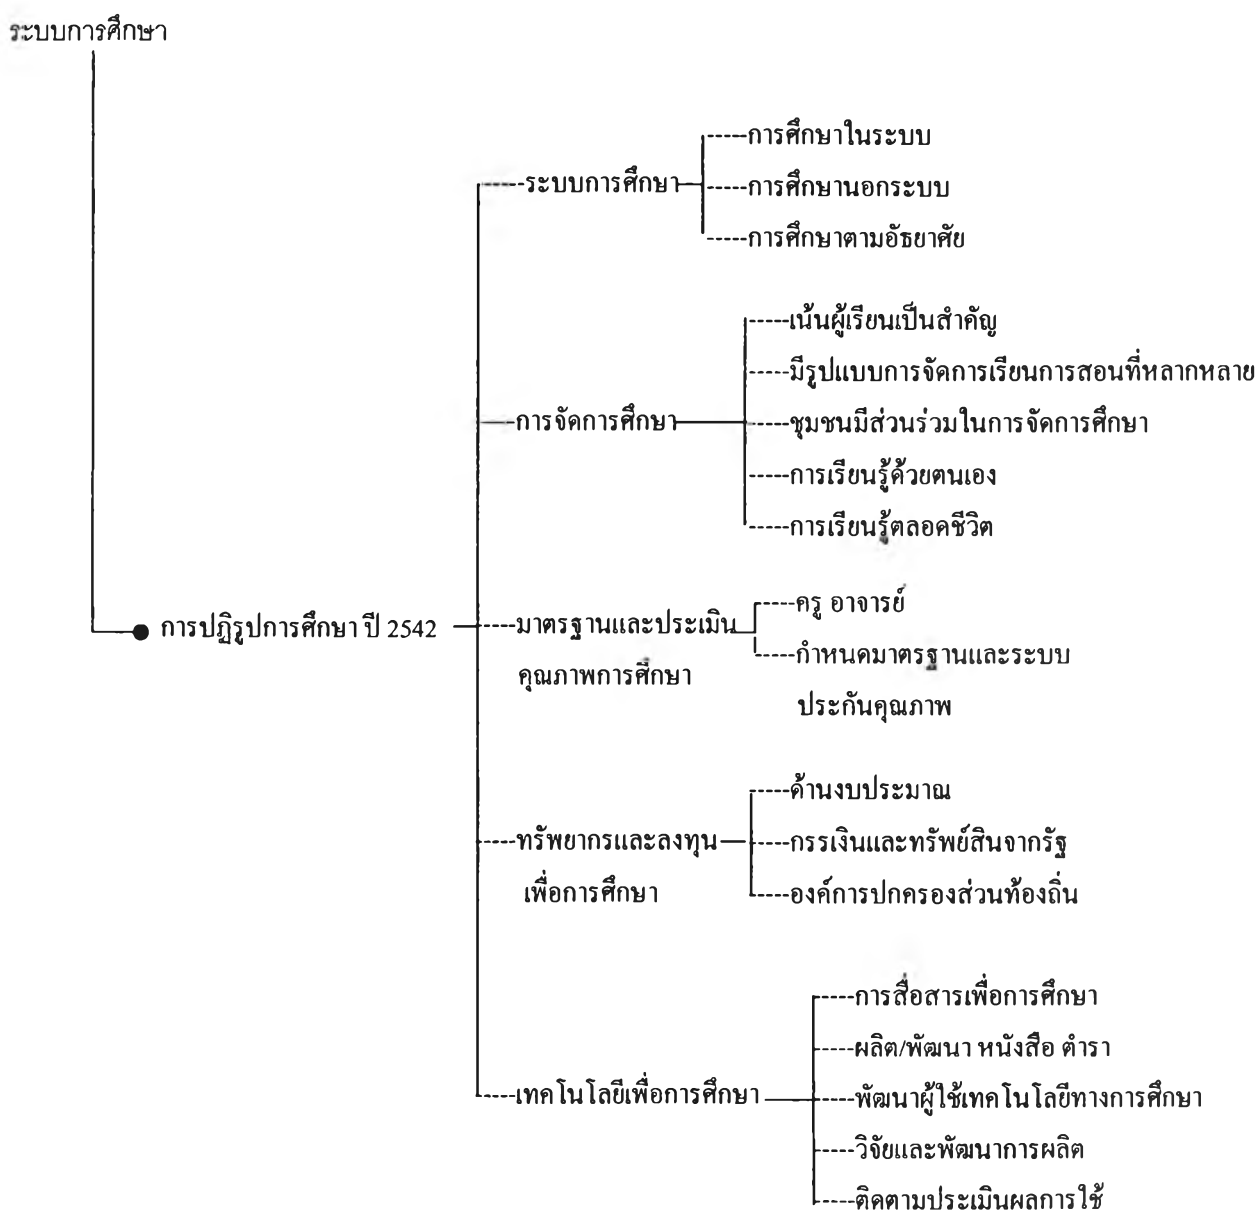 ระบบการศึกษา
การศึกษาในระบบ
ระบบการศึกษา
การศึกษานอกระบบ
การศึกษาตามอัธยาศัย
เน้นผู้เรียนเป็นสำคัญ
มีรูปแบบการจัดการเรียนการสอนที่หลากหลาย
การจัดการศึกษา
ชุมชนมีส่วนร่วมในการจัดการศึกษา
การเรียนรู้ด้วยตนเอง
การเรียนรู้ตลอดชีวิต
การปฏิรูปการศึกษา ปี 2542
มาตรฐานและประเมิน
คุณภาพการศึกษา
ครู อาจารย์
กำหนดมาตรฐานและระบบ
ประกันคุณภาพ
ด้านงบประมาณ
ทรัพยากรและลงทุน
เพื่อการศึกษา
กรรเงินและทรัพย์สินจากรัฐ
องค์การปกครองส่วนท้องถิ่น
การสื่อสารเพื่อการศึกษา
ผลิต/พัฒนา หนังสือ ตำรา
เทคโนโลยีเพื่อการศึกษา
พัฒนาผู้ใช้เทคโนโลยีทางการศึกษา
วิจัยและพัฒนาการผลิต
ติดตามประเมินผลการใช้